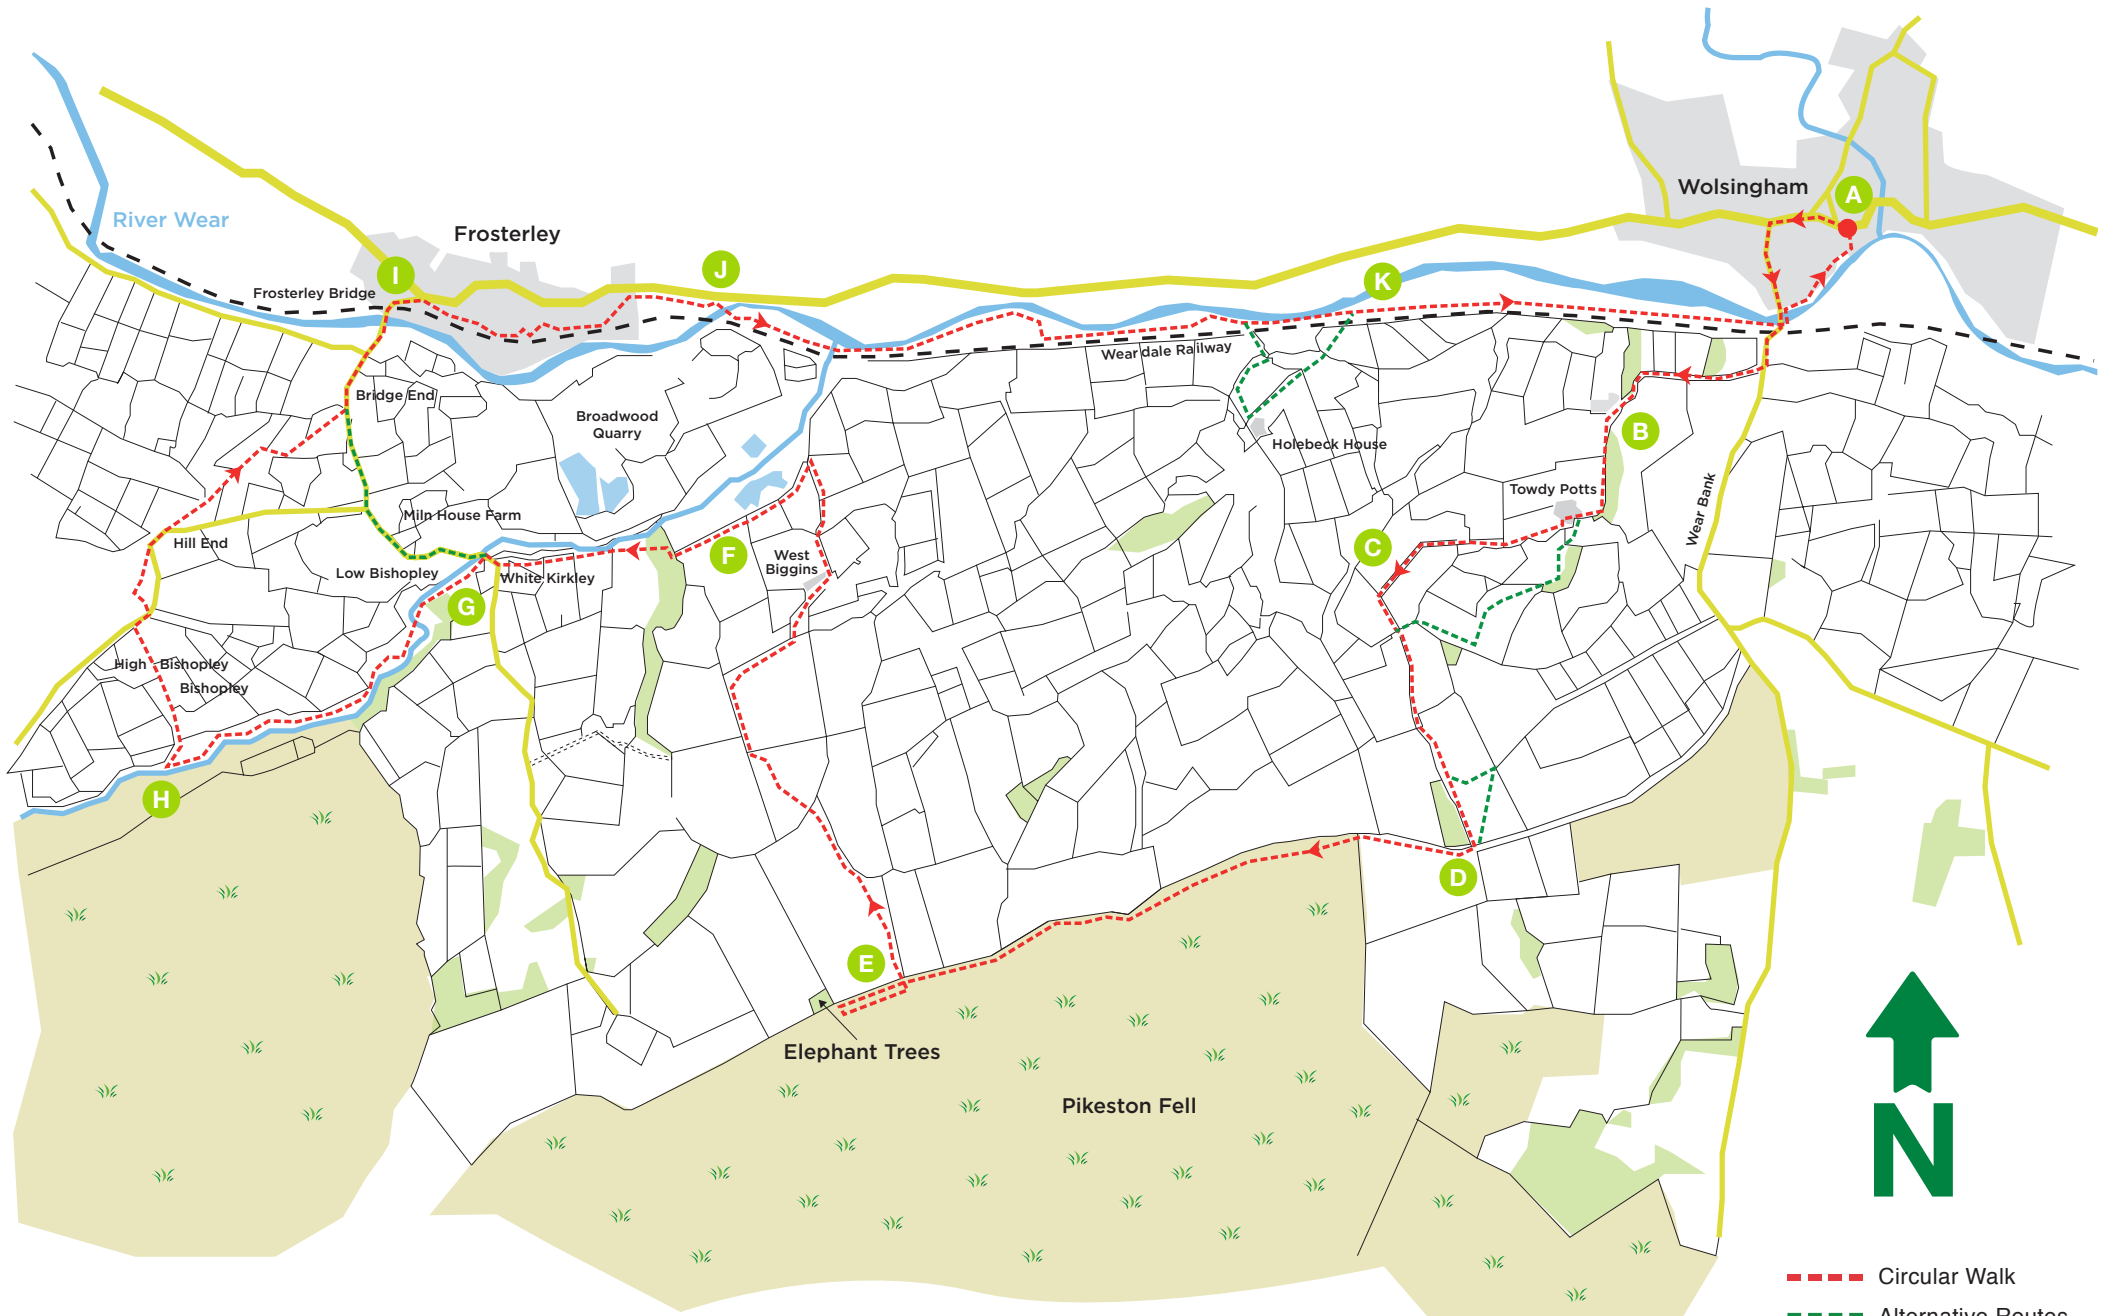 Wolsingham
A
River Wear
Frosterley
I
J
K
Frosterley Bridge
Weardale Railway
Bridge End
Broadwood
Quarry
B
Holebeck House
Towdy Potts
Wear Bank
Miln House Farm
Hill End
C
F
West
Biggins
Low Bishopley
White Kirkley
G
High Bishopley
Bishopley
H
D
E
Elephant Trees
Pikeston Fell
N
Circular Walk
Alternative Routes